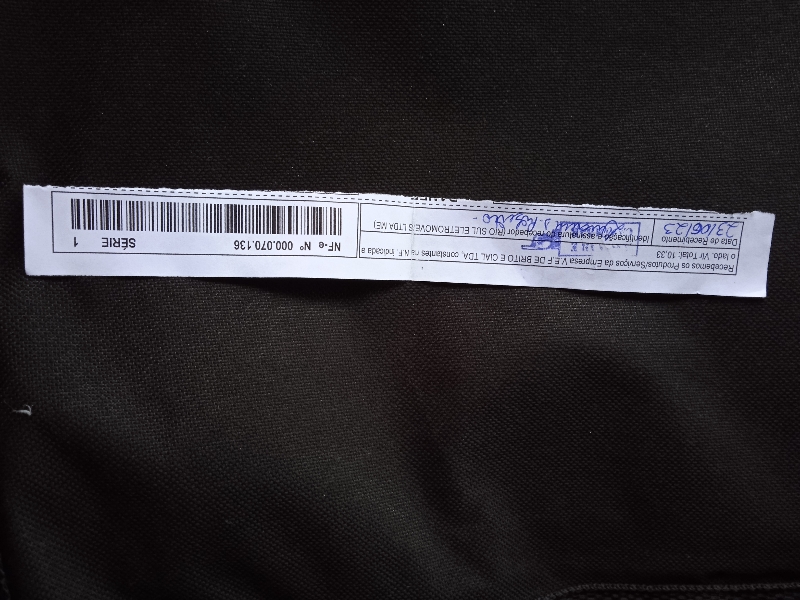 Recebemos os Produtos/Serviços da Empresa V.E.F DE BRITO E CIAL TDA, constantes na N.F. indicada a
o lado. Vlr Total: 10,33
Data de Recebimento
23/06/23
Identificação e assinatura do recebedor (RIO SUL ELETROMOVEIS LTDA ME)
NF-e Nº 000.070.136
SÉRIE 1